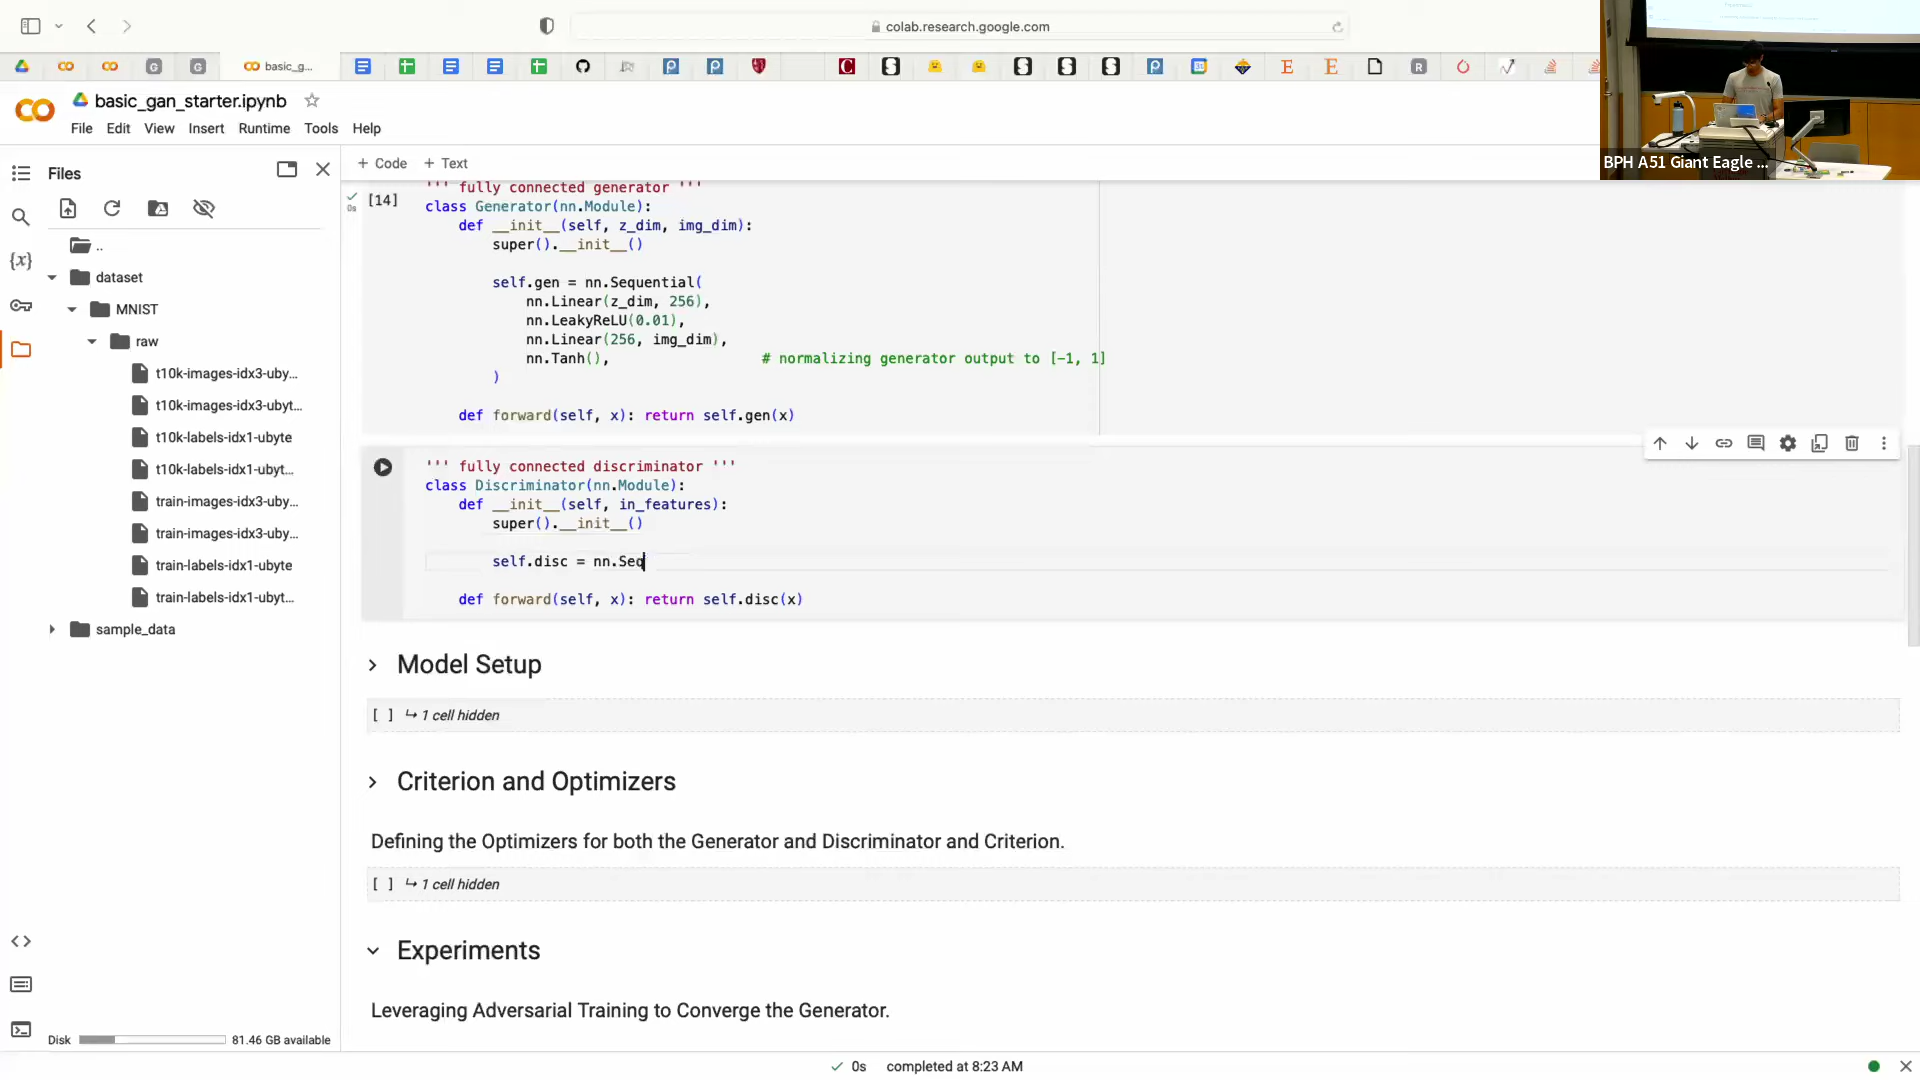 colab.research.google.com
basic_g...
basic_gan_starter.ipynb
File Edit View Insert Runtime Tools Help
BPH A51 Giant Eagle ...
Files
+ Code + Text
..
dataset
MNIST
raw
t10k-images-idx3-uby...
t10k-images-idx3-ubyt...
t10k-labels-idx1-ubyte
t10k-labels-idx1-ubyt...
train-images-idx3-uby...
train-images-idx3-uby...
train-labels-idx1-ubyte
train-labels-idx1-ubyt...
sample_data
Disk 81.46 GB available
[14]
0s
''' fully connected generator '''
class Generator(nn.Module):
def __init__(self, z_dim, img_dim):
super().__init__()
self.gen = nn.Sequential(
nn.Linear(z_dim, 256),
nn.LeakyReLU(0.01),
nn.Linear(256, img_dim),
nn.Tanh(), # normalizing generator output to [-1, 1]
)
def forward(self, x): return self.gen(x)
''' fully connected discriminator '''
class Discriminator(nn.Module):
def __init__(self, in_features):
super().__init__()
self.disc = nn.Seq
def forward(self, x): return self.disc(x)
Model Setup
[ ] ↪ 1 cell hidden
Criterion and Optimizers
Defining the Optimizers for both the Generator and Discriminator and Criterion.
[ ] ↪ 1 cell hidden
Experiments
Leveraging Adversarial Training to Converge the Generator.
0s completed at 8:23 AM